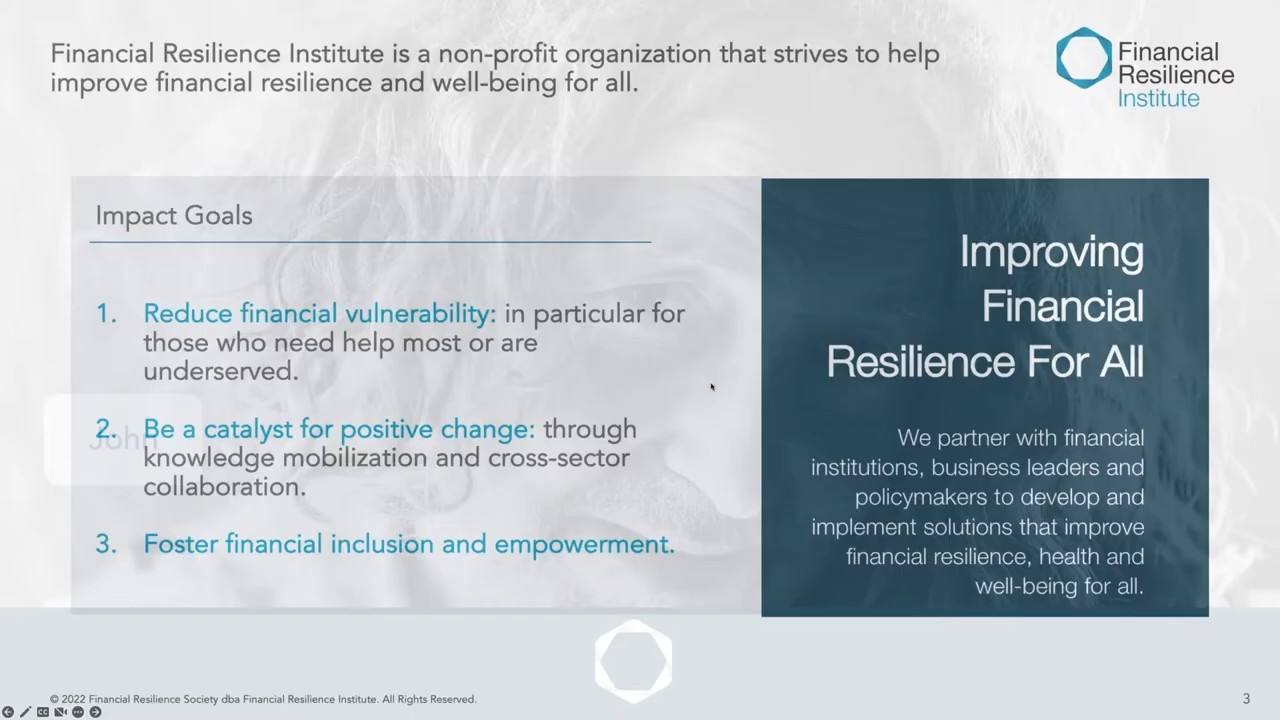 Financial Resilience Institute is a non-profit organization that strives to help
improve financial resilience and well-being for all.
Financial
Resilience
Institute
Impact Goals
1. Reduce financial vulnerability: in particular for
those who need help most or are
underserved.
2. Be a catalyst for positive change: through
knowledge mobilization and cross-sector
collaboration.
3. Foster financial inclusion and empowerment.
John
Improving
Financial
Resilience For All
We partner with financial
institutions, business leaders and
policymakers to develop and
implement solutions that improve
financial resilience, health and
well-being for all.
© 2022 Financial Resilience Society dba Financial Resilience Institute. All Rights Reserved.
3